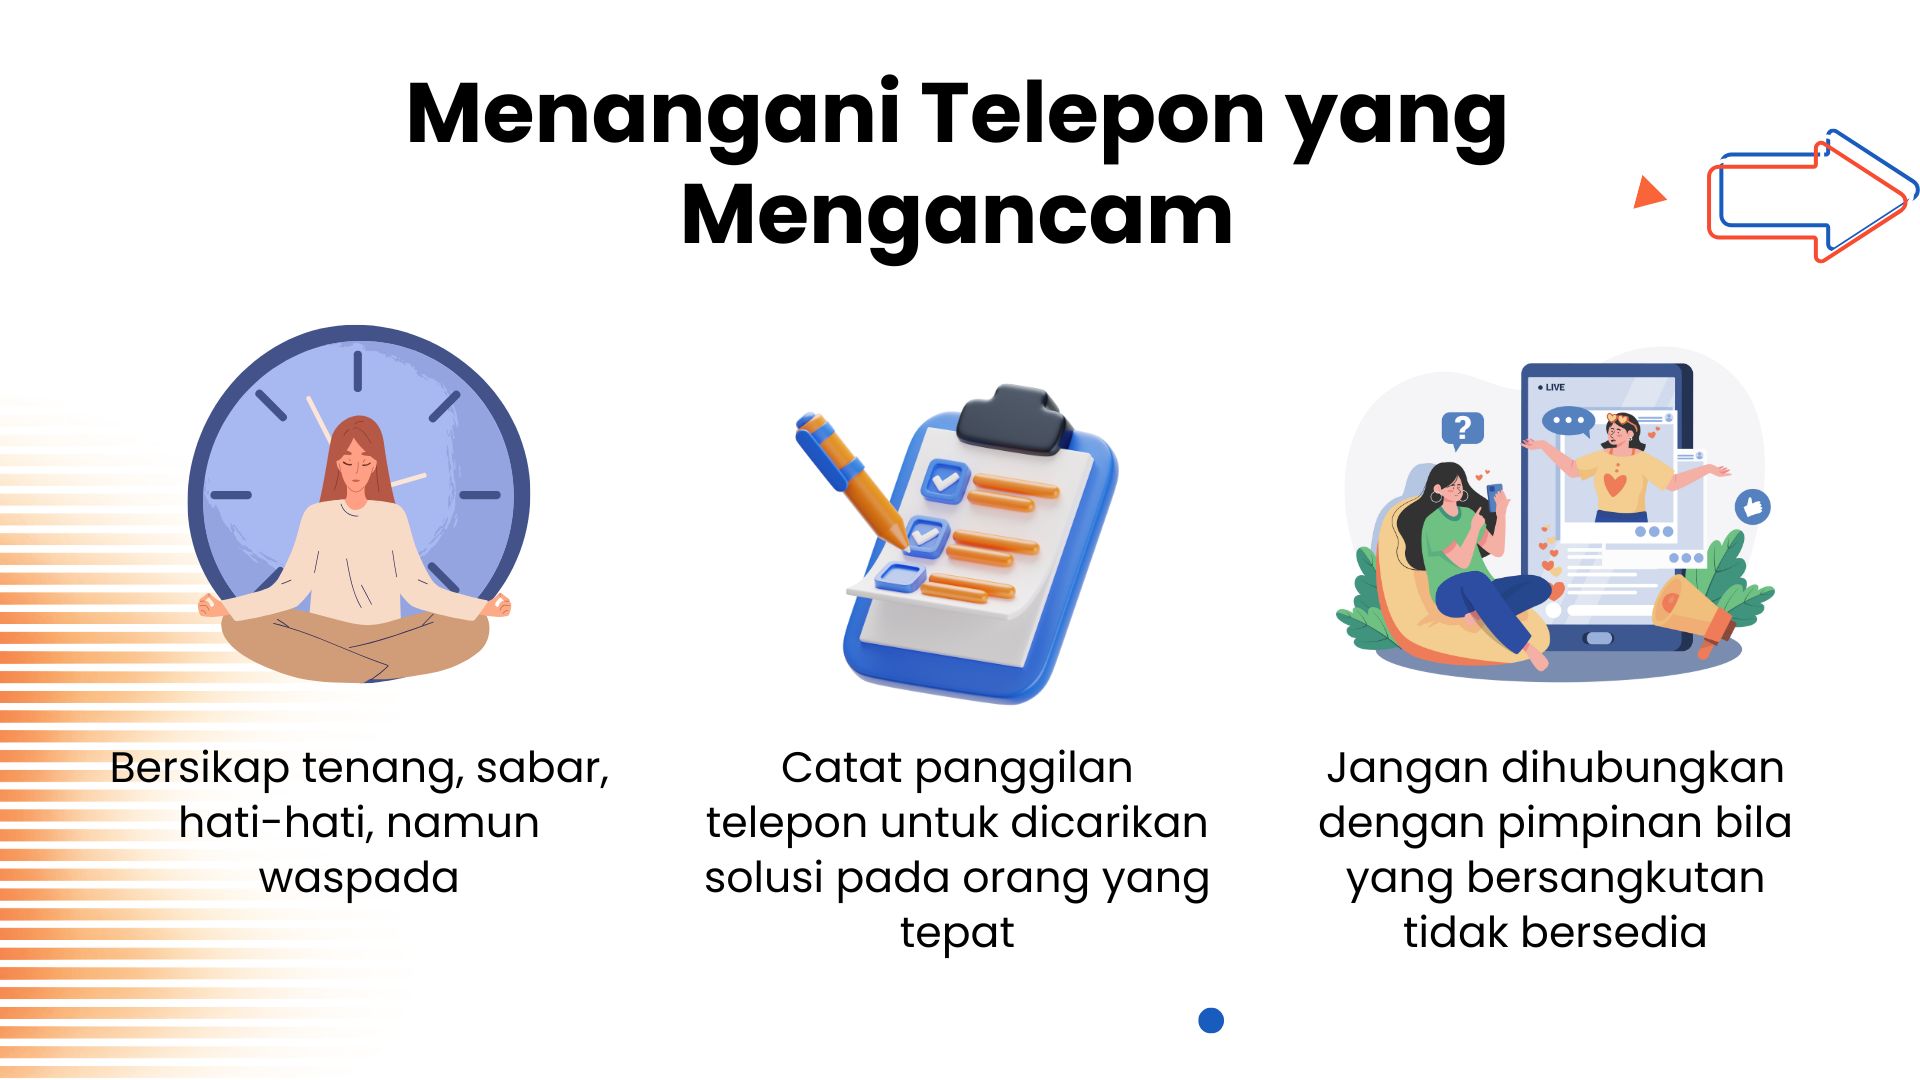 Menangani Telepon yang
Mengancam
LIVE
?
Bersikap tenang, sabar,
hati-hati, namun
waspada
Catat panggilan
telepon untuk dicarikan
solusi pada orang yang
tepat
Jangan dihubungkan
dengan pimpinan bila
yang bersangkutan
tidak bersedia